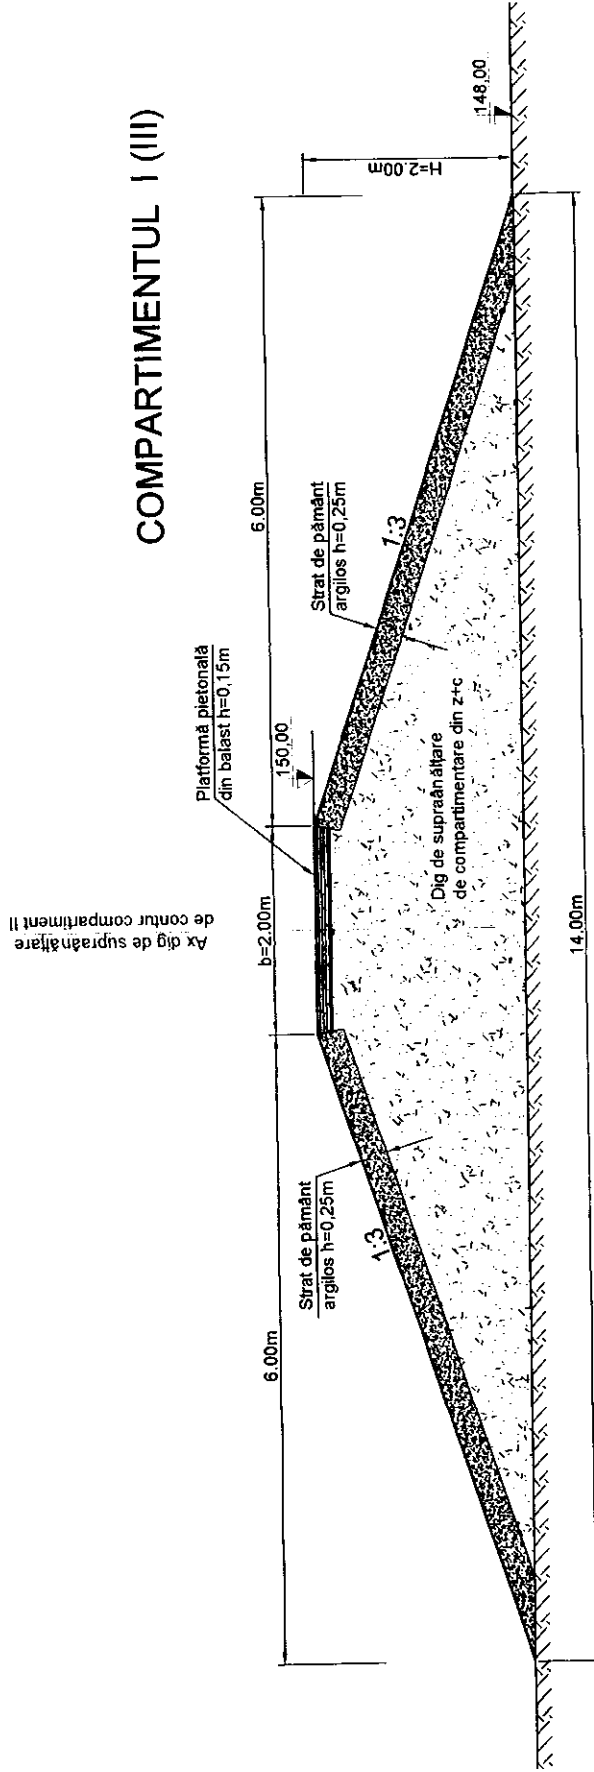 COMPARTIMENTUL I (III)
Ax dig de supraânălţare
de contur compartiment II
6.00m
b=2.00m
6.00m
Platformă pietonală
din balast h=0,15m
150,00
Strat de pământ
argilos h=0,25m
1:3
Strat de pământ
argilos h=0,25m
1:3
H=2.00m
148,00
Dig de supraânălţare
de compartimentare din z+c
14.00m